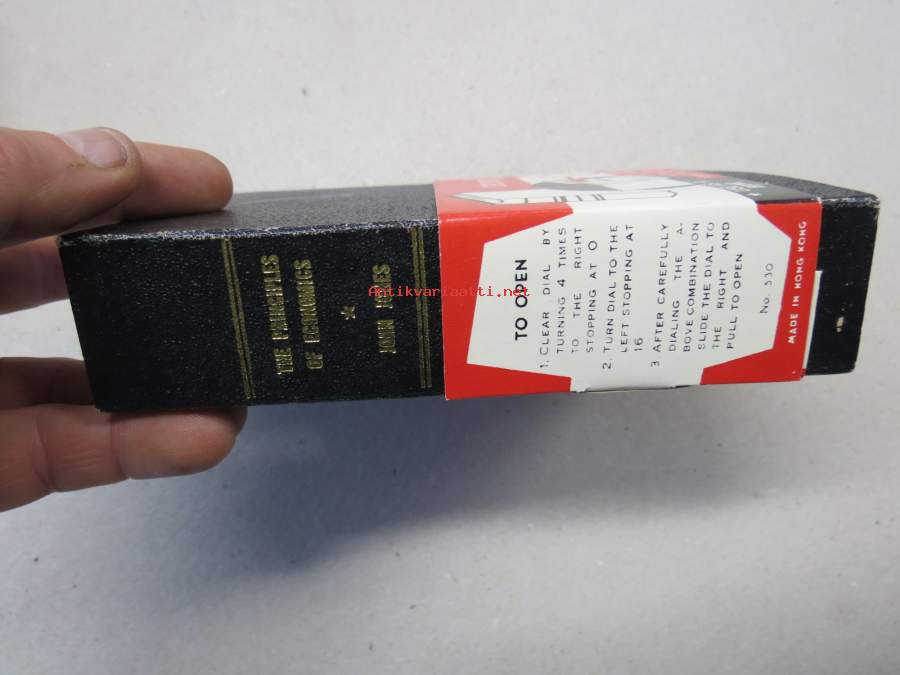 THE PRINCIPLES
OF ECONOMICS
*
JOHN JONES
Antikvariaatti.net
TO OPEN
1. CLEAR DIAL BY
TURNING 4 TIMES
TO THE RIGHT
STOPPING AT O
2. TURN DIAL TO THE
LEFT STOPPING AT
16
3 AFTER CAREFULLY
DIALING THE A-
BOVE COMBINATION
SLIDE THE DIAL TO
THE RIGHT AND
PULL TO OPEN
No. 530
MADE IN HONG KONG